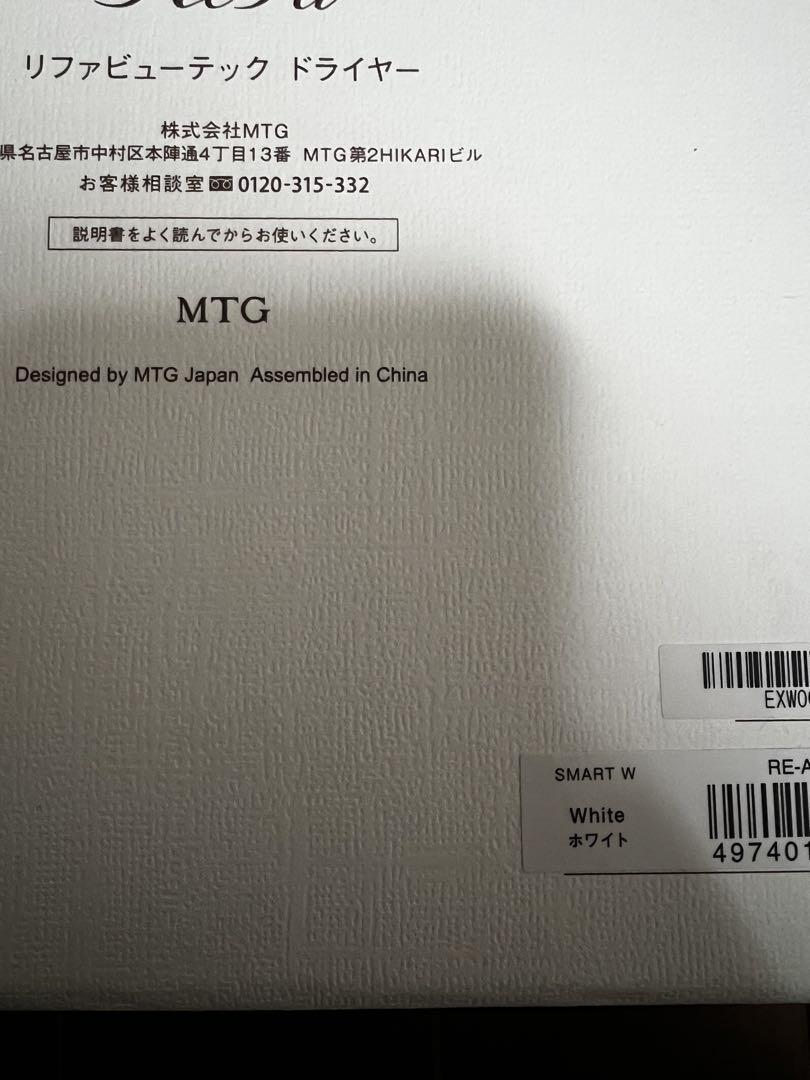 リファビューテック ドライヤー
株式会社MTG
県名古屋市中村区本陣通4丁目13番 MTG第2HIKARIビル
お客様相談室 0120-315-332
説明書をよく読んでからお使いください。
MTG
Designed by MTG Japan Assembled in China
EXW0
SMART W
RE-A
White
ホワイト
497401